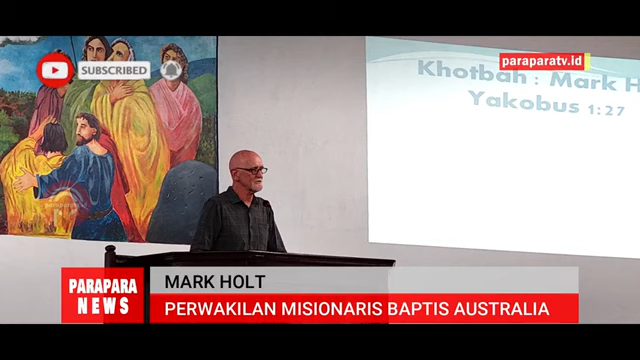 SUBSCRIBED
paraparatv.id
Khotbah : Mark H
Yakobus 1:27
PARAPARA
NEWS
MARK HOLT
PERWAKILAN MISIONARIS BAPTIS AUSTRALIA